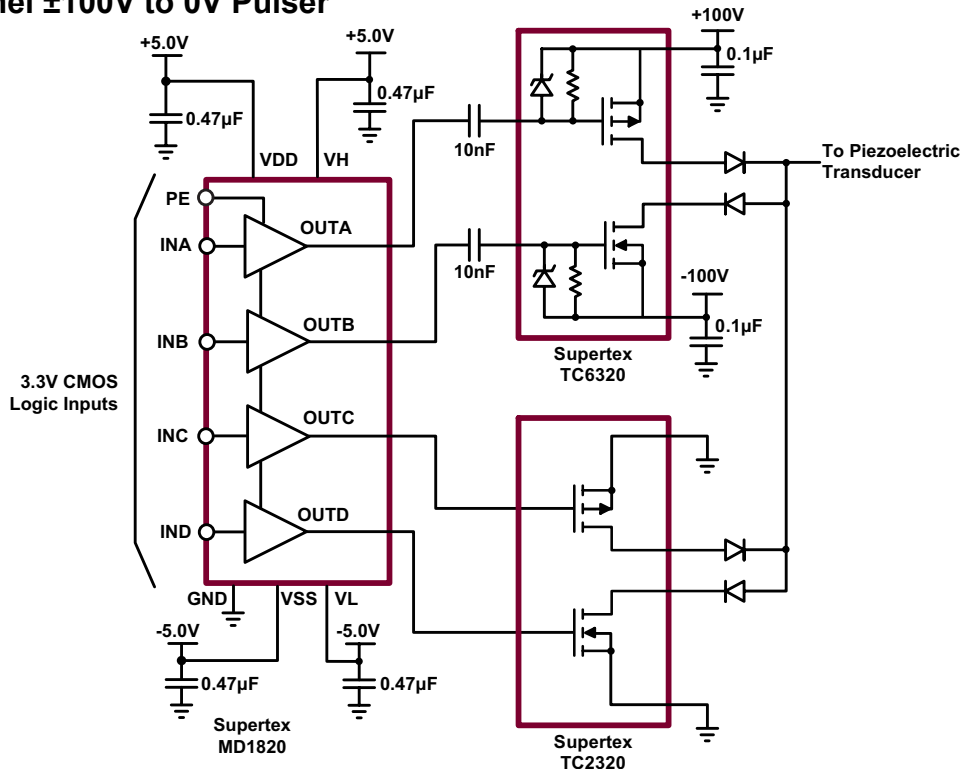 ±100V to 0V Pulser
+5.0V
+5.0V
+100V
0.47µF
0.47µF
0.1µF
VDD
VH
10nF
To Piezoelectric
Transducer
PE
INA
OUTA
10nF
-100V
0.1µF
INB
OUTB
Supertex
TC6320
3.3V CMOS
Logic Inputs
INC
OUTC
IND
OUTD
GND
VSS
VL
-5.0V
-5.0V
0.47µF
0.47µF
Supertex
MD1820
Supertex
TC2320